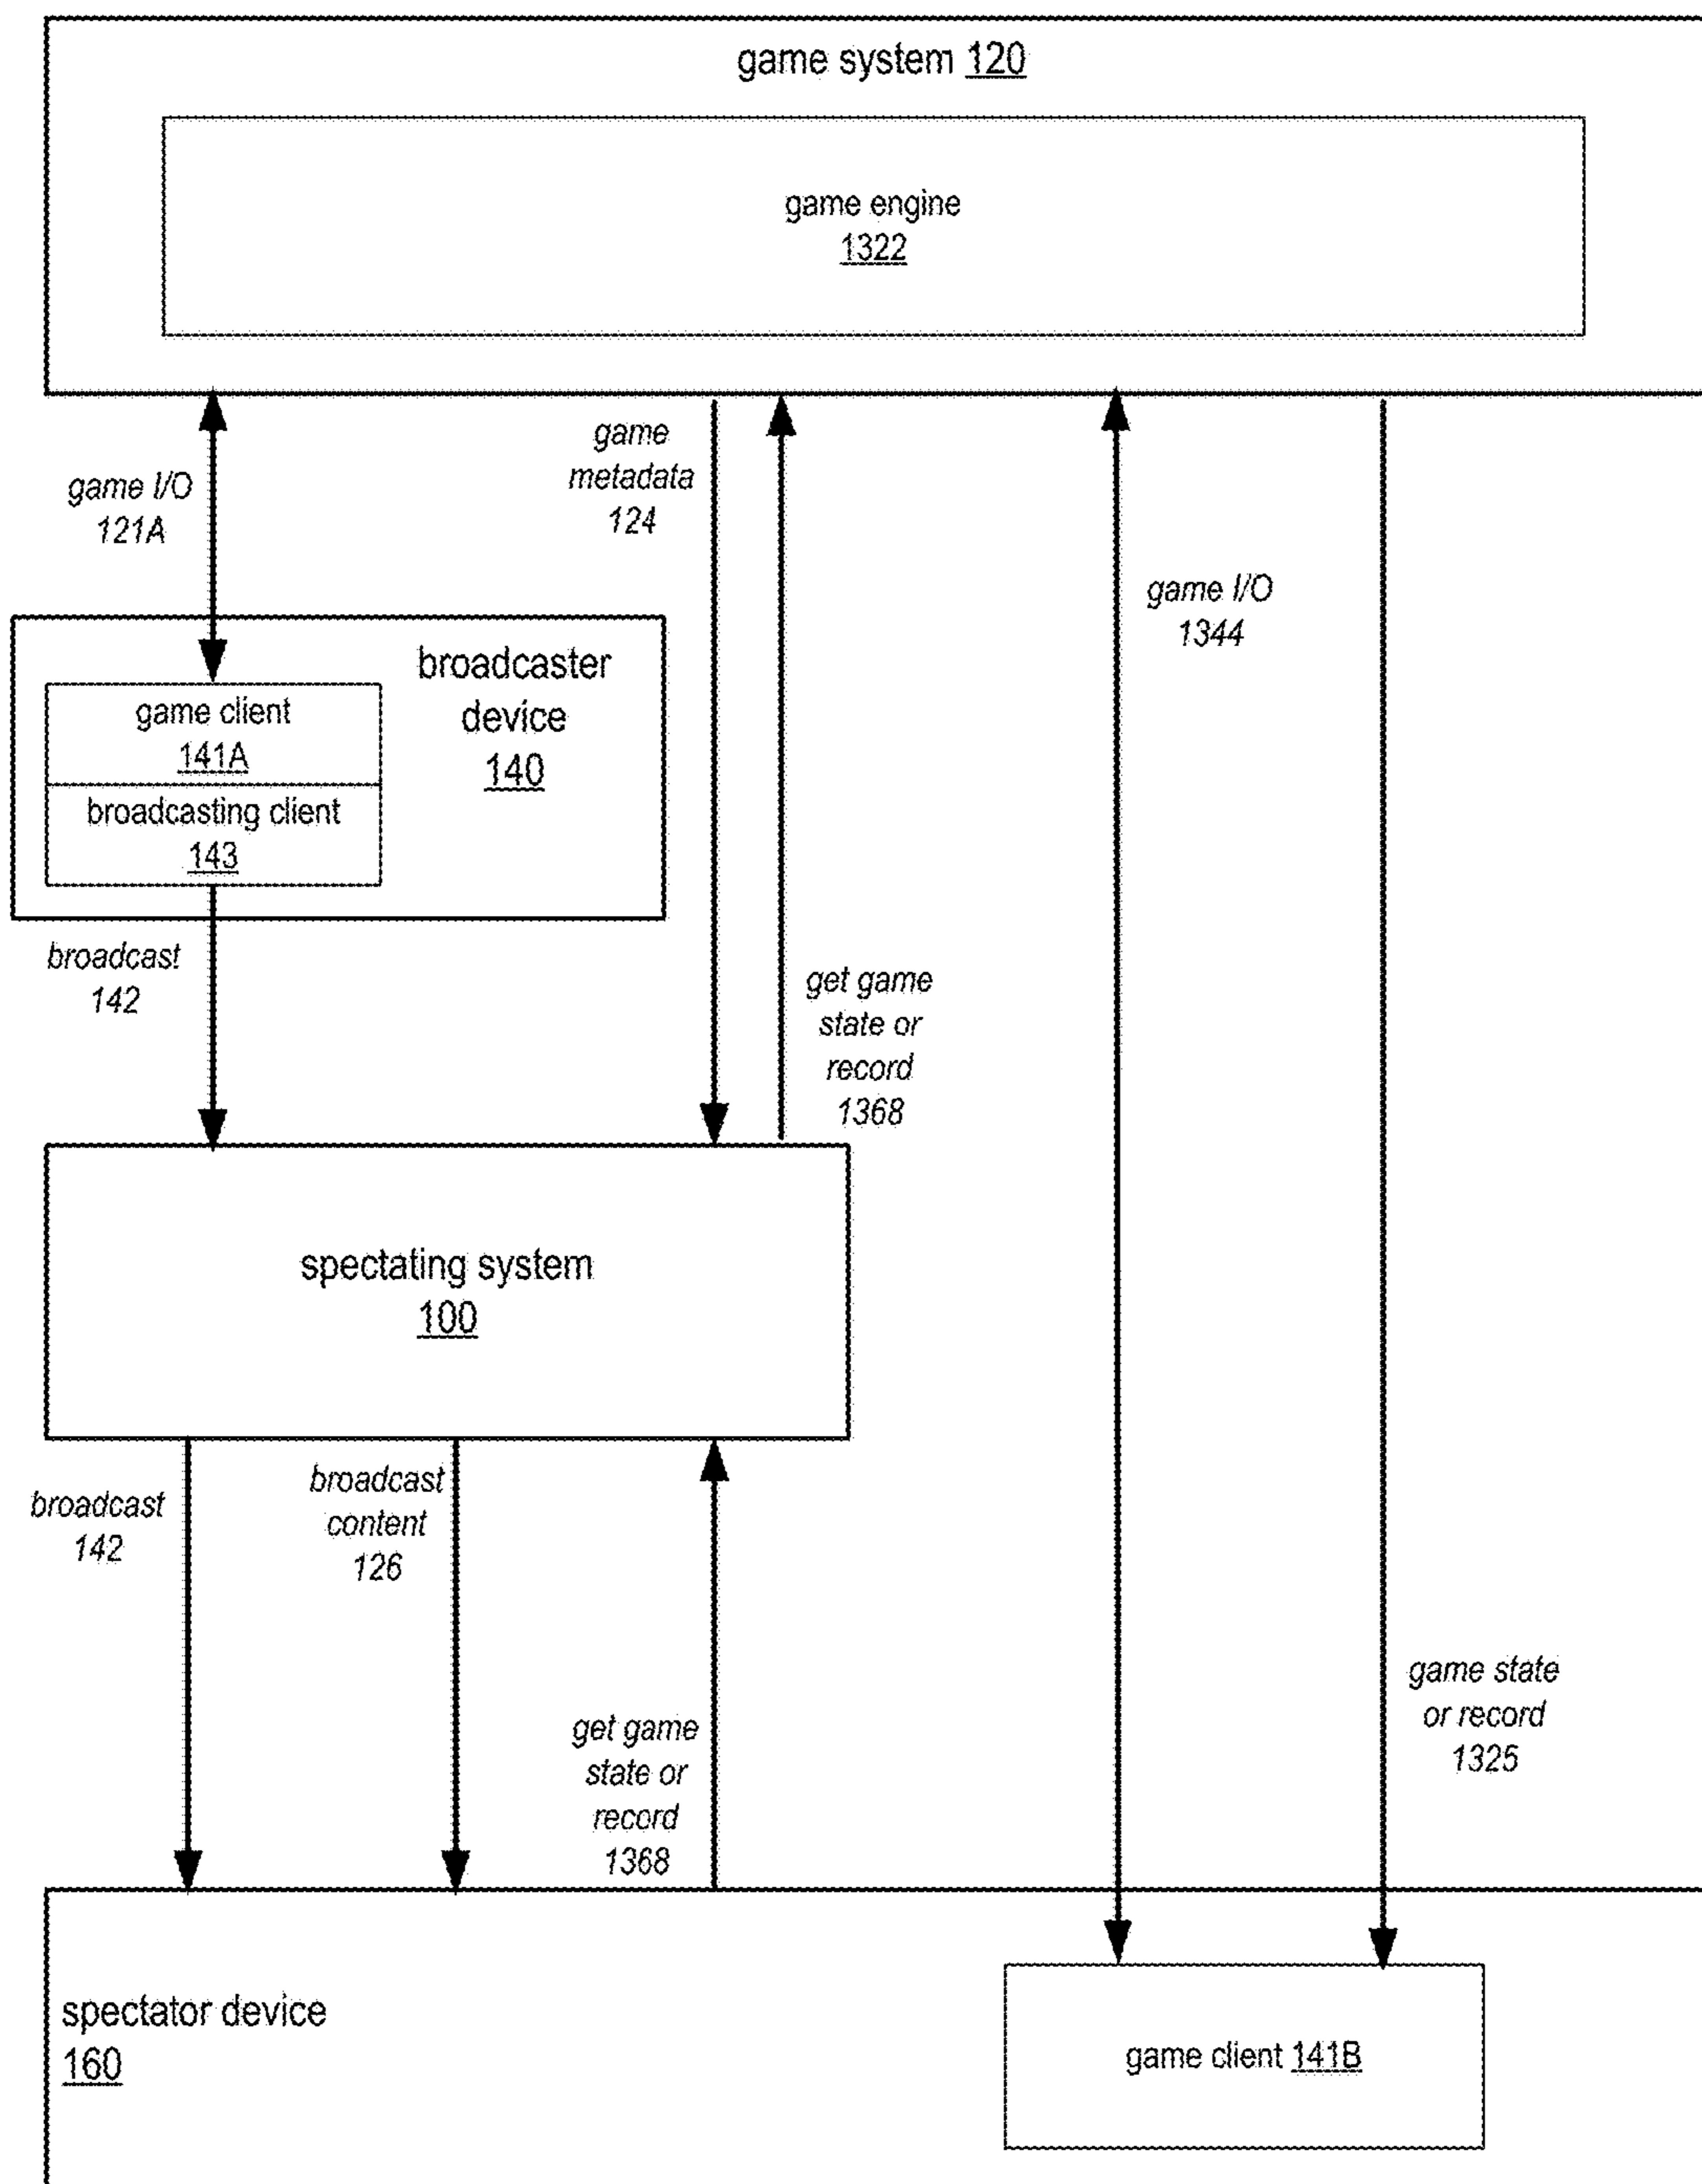 game system 120
game engine
1322
game I/O
121A
game
metadata
124
game I/O
1344
broadcaster
device
140
game client
141A
broadcasting client
143
broadcast
142
get game
state or
record
1368
spectating system
100
broadcast
142
broadcast
content
126
get game
state or
record
1368
game state
or record
1325
spectator device
160
game client 141B